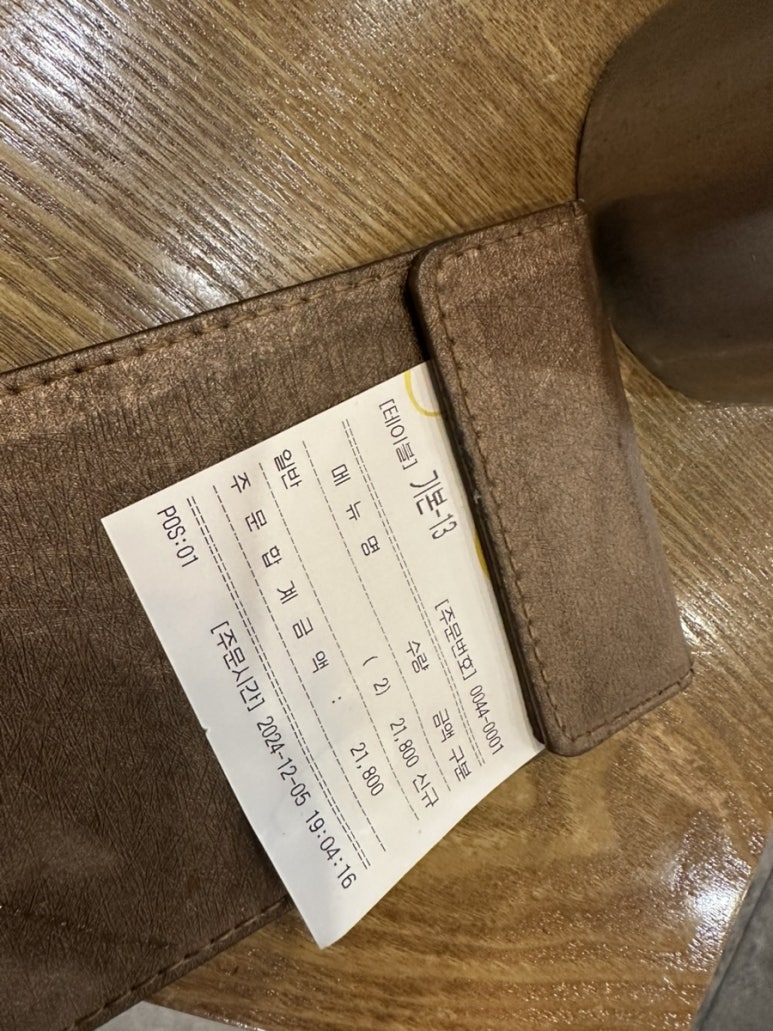 [테이블] 기본-13
[주문번호] 0044-0001
메 뉴 명 수량 금액 구분
일반 ( 2) 21,800 신규
주 문 합 계 금 액 : 21,800
[주문시간] 2024-12-05 19:04:16
POS:01